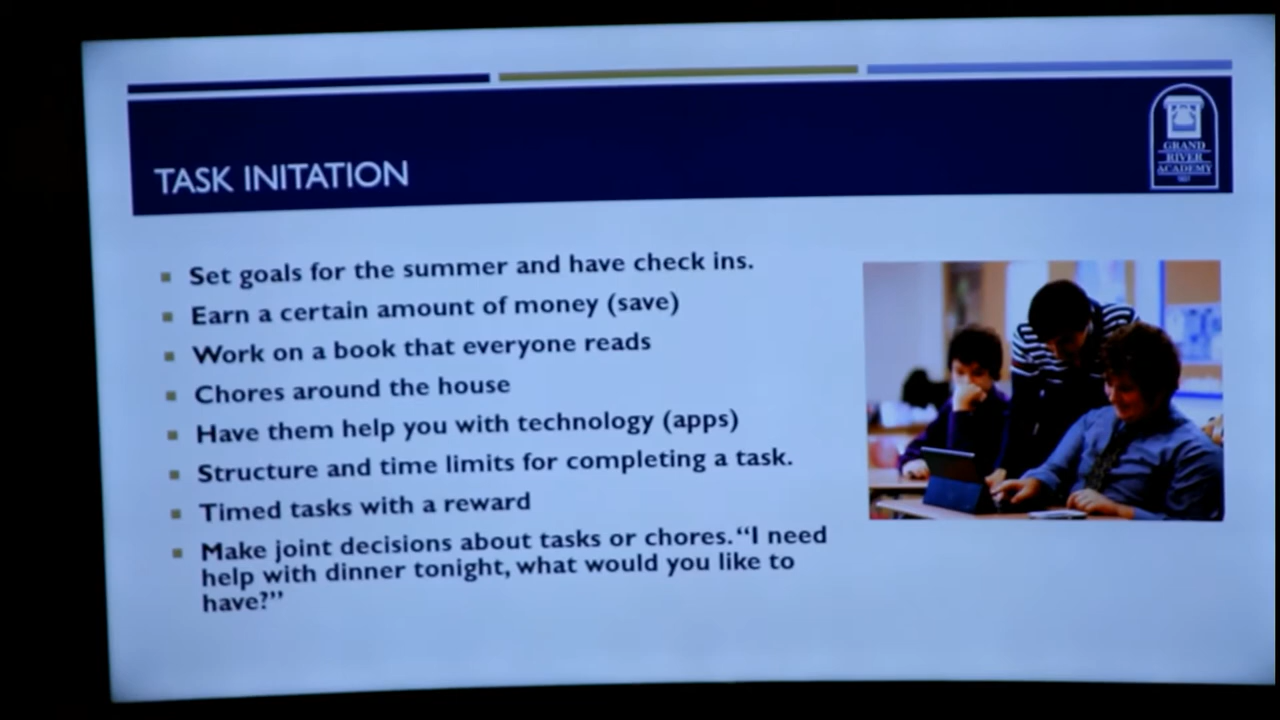 TASK INITATION
GRAND
RIVER
ACADEMY
Set goals for the summer and have check ins.
Earn a certain amount of money (save)
Work on a book that everyone reads
Chores around the house
Have them help you with technology (apps)
Structure and time limits for completing a task.
Timed tasks with a reward
Make joint decisions about tasks or chores. “I need
help with dinner tonight, what would you like to
have?”